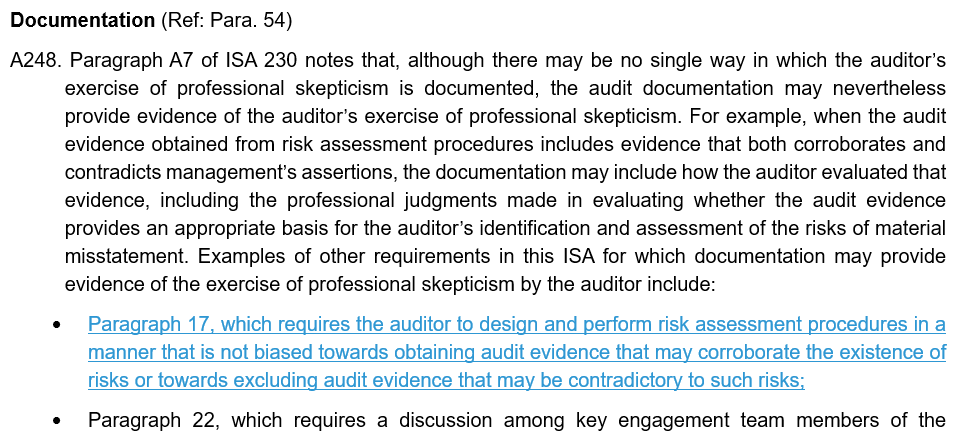 Documentation (Ref: Para. 54)
A248. Paragraph A7 of ISA 230 notes that, although there may be no single way in which the auditor's
exercise of professional skepticism is documented, the audit documentation may nevertheless
provide evidence of the auditor's exercise of professional skepticism. For example, when the audit
evidence obtained from risk assessment procedures includes evidence that both corroborates and
contradicts management's assertions, the documentation may include how the auditor evaluated that
evidence, including the professional judgments made in evaluating whether the audit evidence
provides an appropriate basis for the auditor's identification and assessment of the risks of material
misstatement. Examples of other requirements in this ISA for which documentation may provide
evidence of the exercise of professional skepticism by the auditor include:
• Paragraph 17, which requires the auditor to design and perform risk assessment procedures in a
manner that is not biased towards obtaining audit evidence that may corroborate the existence of
risks or towards excluding audit evidence that may be contradictory to such risks;
• Paragraph 22, which requires a discussion among key engagement team members of the